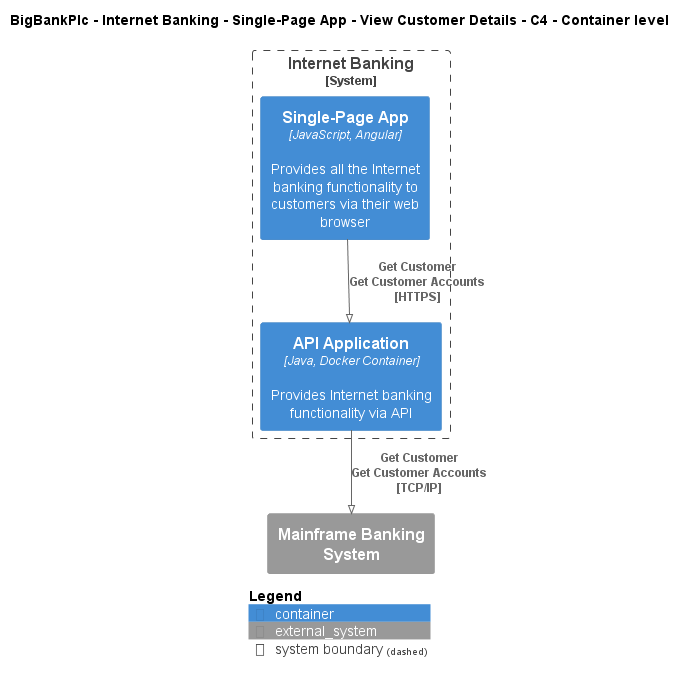 BigBankPlc - Internet Banking - Single-Page App - View Customer Details - C4 - Container level
Internet Banking
[System]
Single-Page App
[JavaScript, Angular]
Provides all the Internet
banking functionality to
customers via their web
browser
Get Customer
Get Customer Accounts
[HTTPS]
API Application
[Java, Docker Container]
Provides Internet banking
functionality via API
Get Customer
Get Customer Accounts
[TCP/IP]
Mainframe Banking
System
Legend
container
external_system
system boundary (dashed)